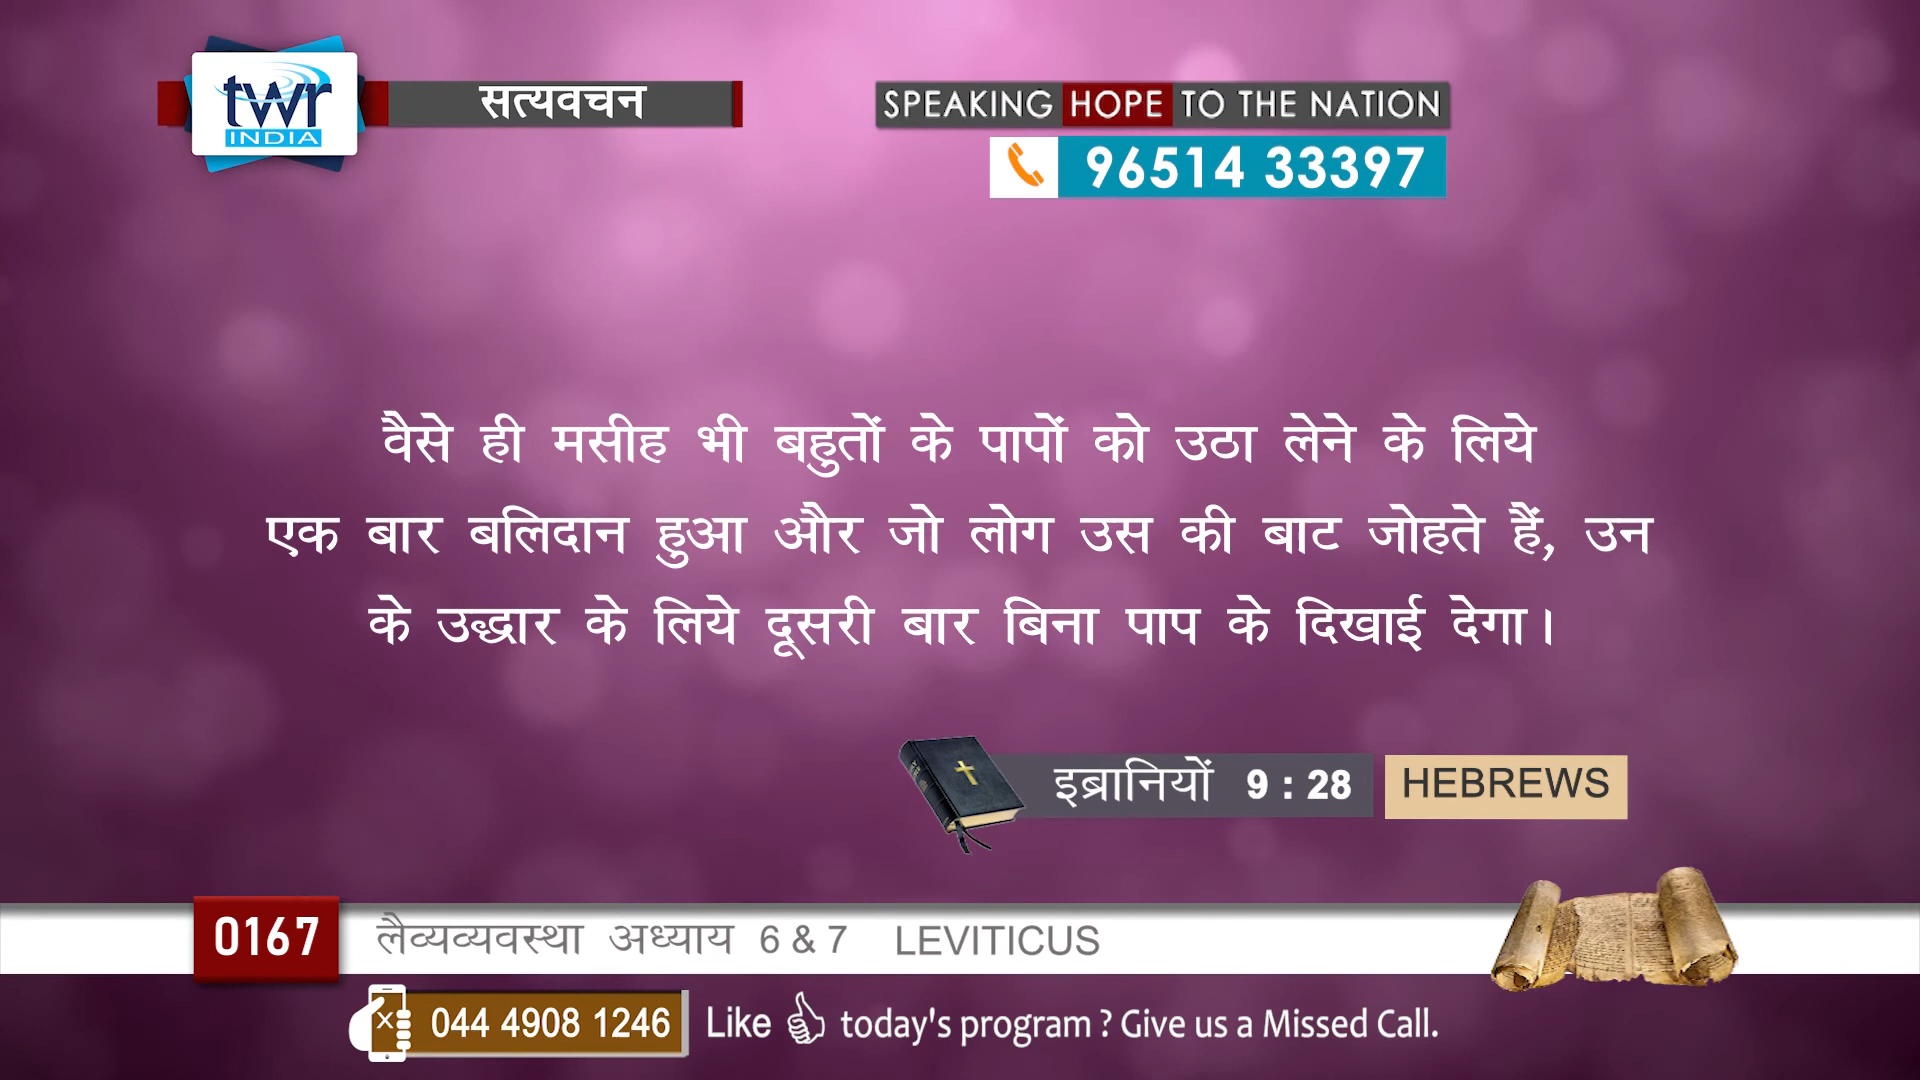 twr
INDIA
सत्यवचन
SPEAKING HOPE TO THE NATION
96514 33397
वैसे ही मसीह भी बहुतों के पापों को उठा लेने के लिये
एक बार बलिदान हुआ और जो लोग उस की बाट जोहते हैं, उन
के उद्धार के लिये दूसरी बार बिना पाप के दिखाई देगा।
इब्रानियों 9 : 28 HEBREWS
0167 लैव्यव्यवस्था अध्याय 6 & 7 LEVITICUS
044 4908 1246 Like today's program ? Give us a Missed Call.